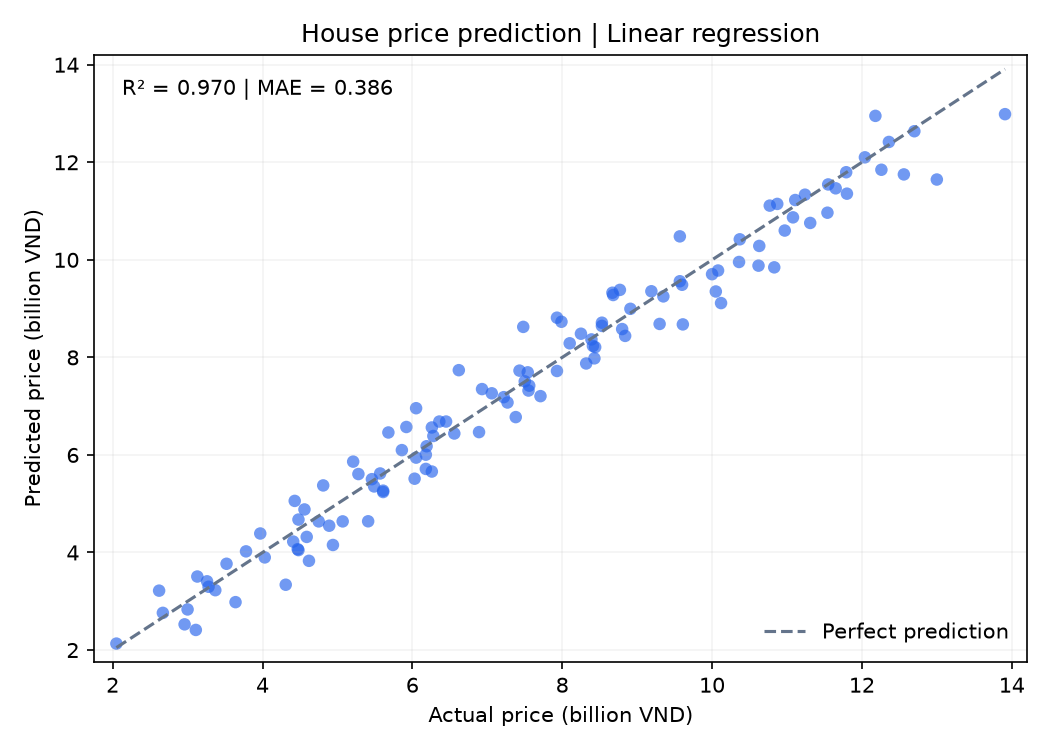 House price prediction | Linear regression
R² = 0.970 | MAE = 0.386
14
12
10
8
6
4
2
Predicted price (billion VND)
Perfect prediction
2 4 6 8 10 12 14
Actual price (billion VND)